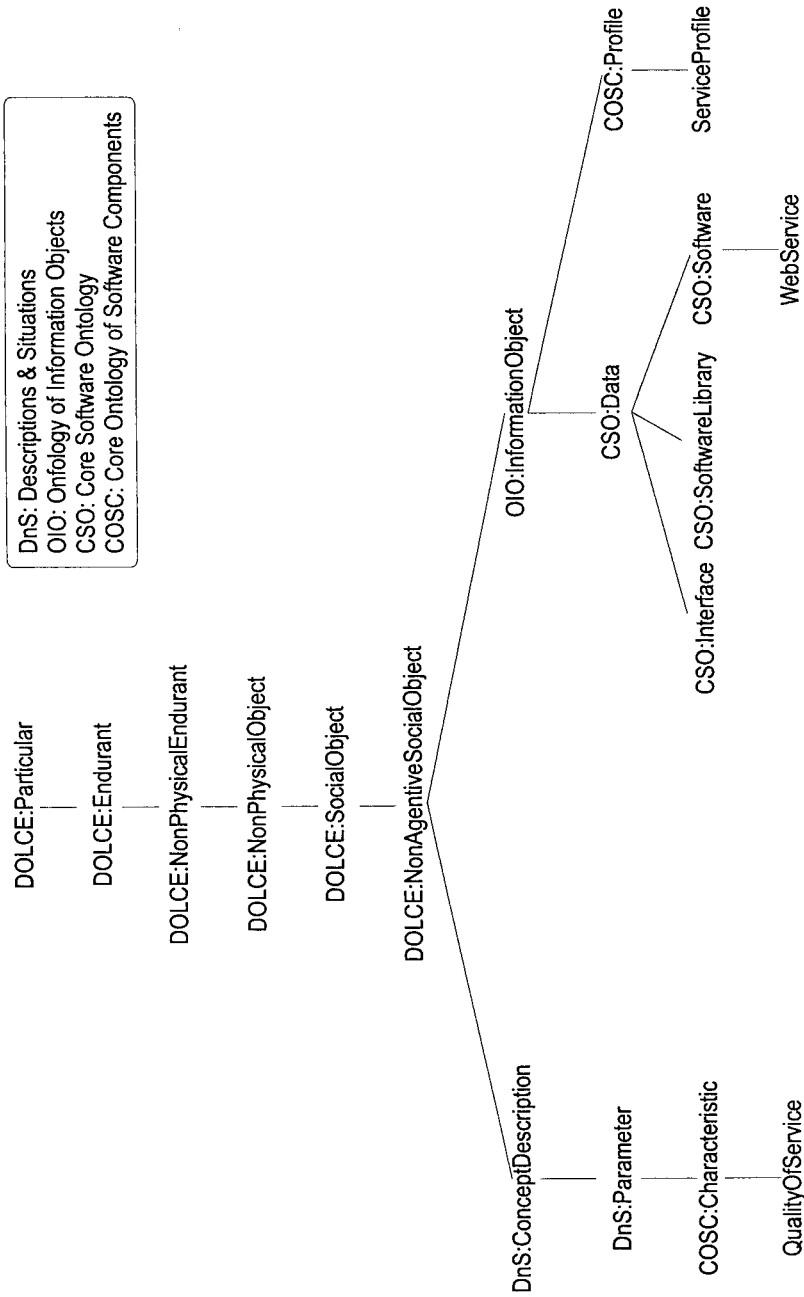 DnS: Descriptions & Situations
OIO: Onfology of Information Objects
CSO: Core Software Ontology
COSC: Core Ontology of Software Components
DOLCE:Particular
DOLCE:Endurant
DOLCE:NonPhysicalEndurant
DOLCE:NonPhysicalObject
DOLCE:SocialObject
DOLCE:NonAgentiveSocialObject
DnS:ConceptDescription
OIO:InformationObject
DnS:Parameter
CSO:Data
COSC:Profile
COSC:Characteristic
CSO:Interface
CSO:SoftwareLibrary
CSO:Software
ServiceProfile
QualityOfService
WebService